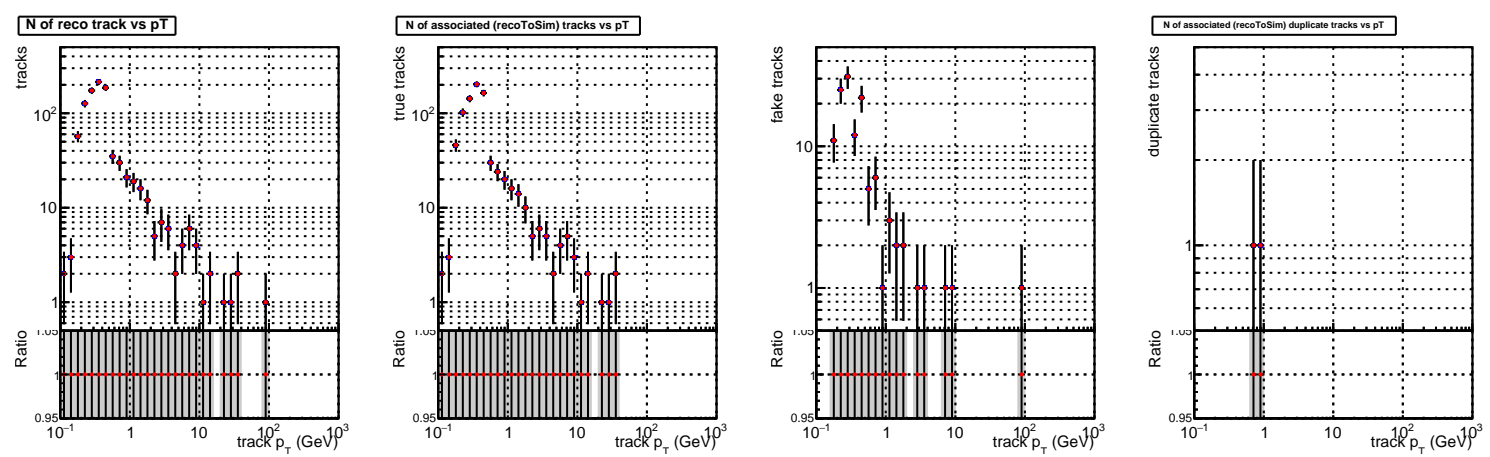 N of reco track vs pT
tracks
10²
10
1
Ratio
1.05
1
0.95
10⁻¹ 1 10 10² 10³
track p_T (GeV)
N of associated (recoToSim) tracks vs pT
true tracks
10²
10
1
Ratio
1.05
1
0.95
10⁻¹ 1 10 10² 10³
track p_T (GeV)
fake tracks
10
1
Ratio
1.05
1
0.95
10⁻¹ 1 10 10² 10³
track p_T (GeV)
N of associated (recoToSim) duplicate tracks vs pT
duplicate tracks
1
Ratio
1.05
1
0.95
10⁻¹ 1 10 10² 10³
track p_T (GeV)